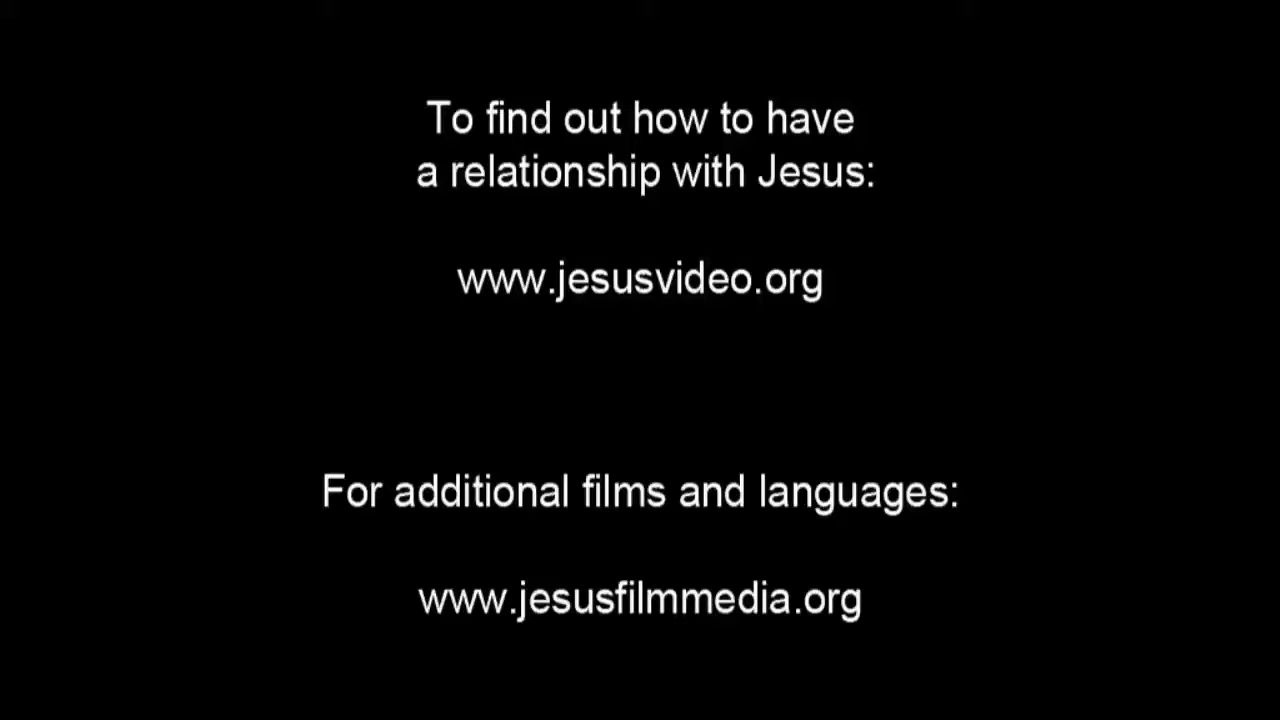 To find out how to have
a relationship with Jesus:
www.jesusvideo.org
For additional films and languages:
www.jesusfilmmedia.org